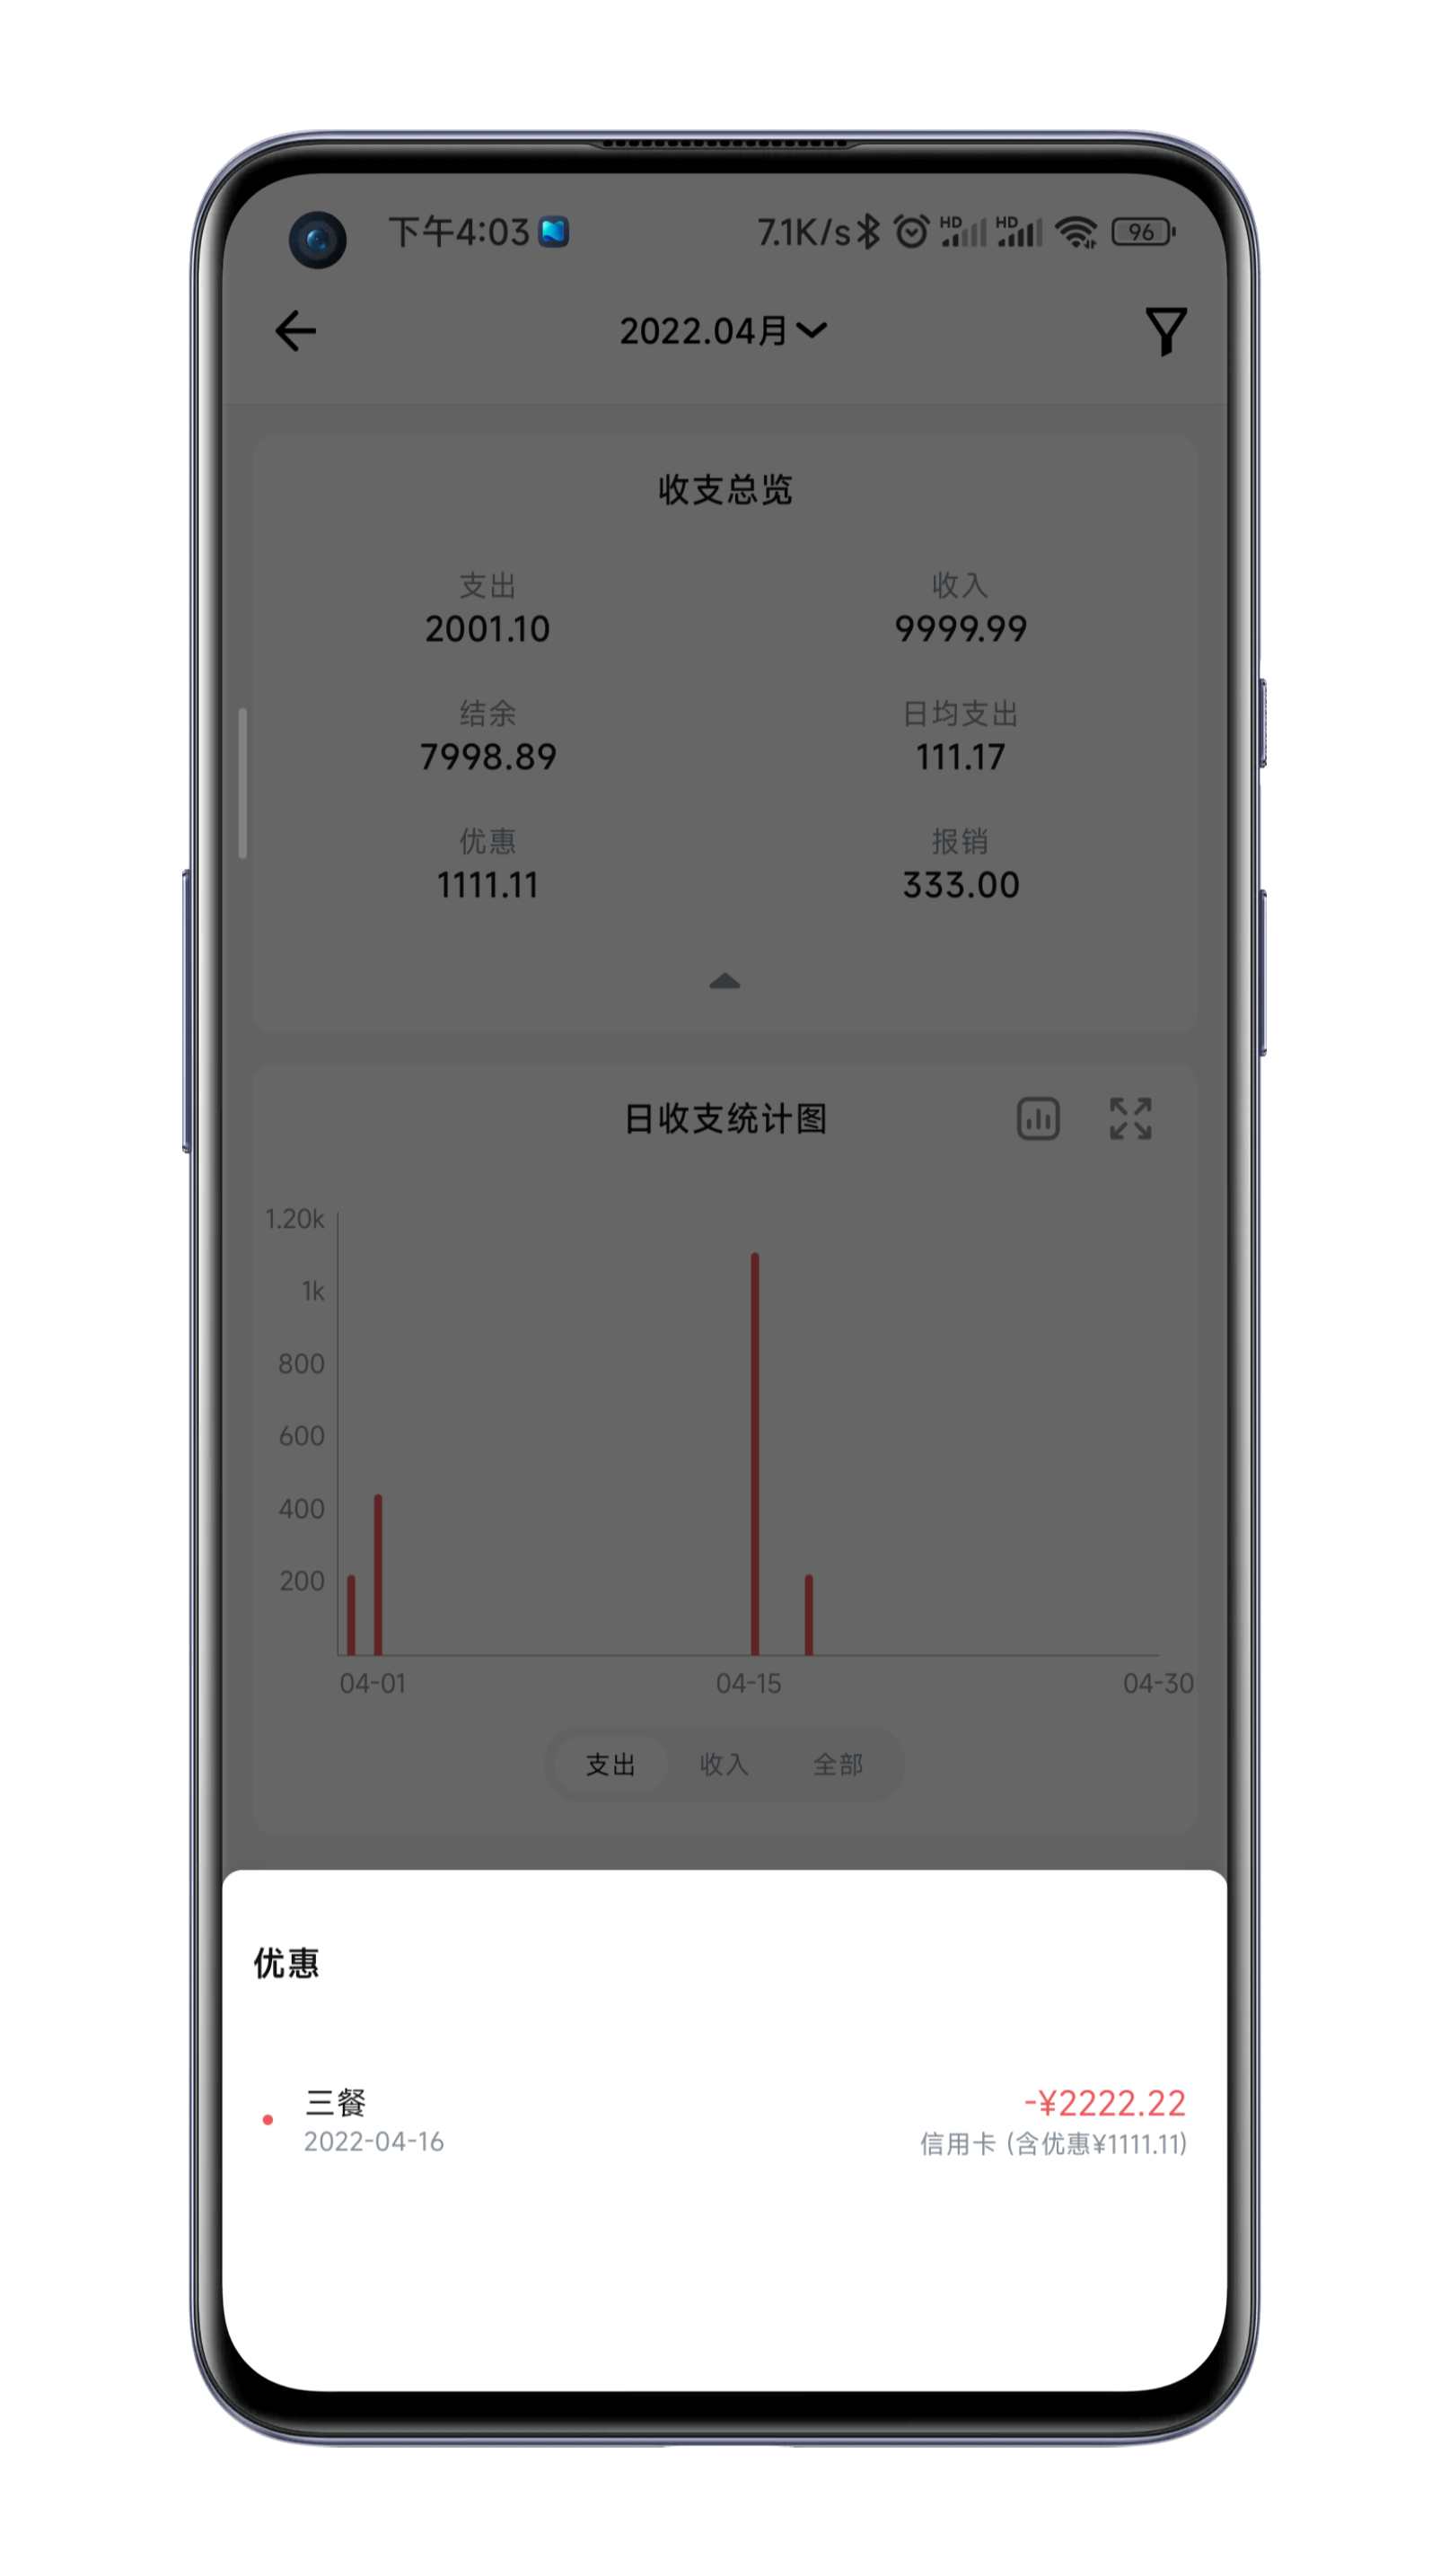 下午4:03 7.1K/s HD HD 96
2022.04月
收支总览
支出 收入
2001.10 9999.99
结余 日均支出
7998.89 111.17
优惠 报销
1111.11 333.00
日收支统计图
1.20k
1k
800
600
400
200
04-01 04-15 04-30
支出 收入 全部
优惠
三餐 -¥2222.22
2022-04-16 信用卡 (含优惠¥1111.11)